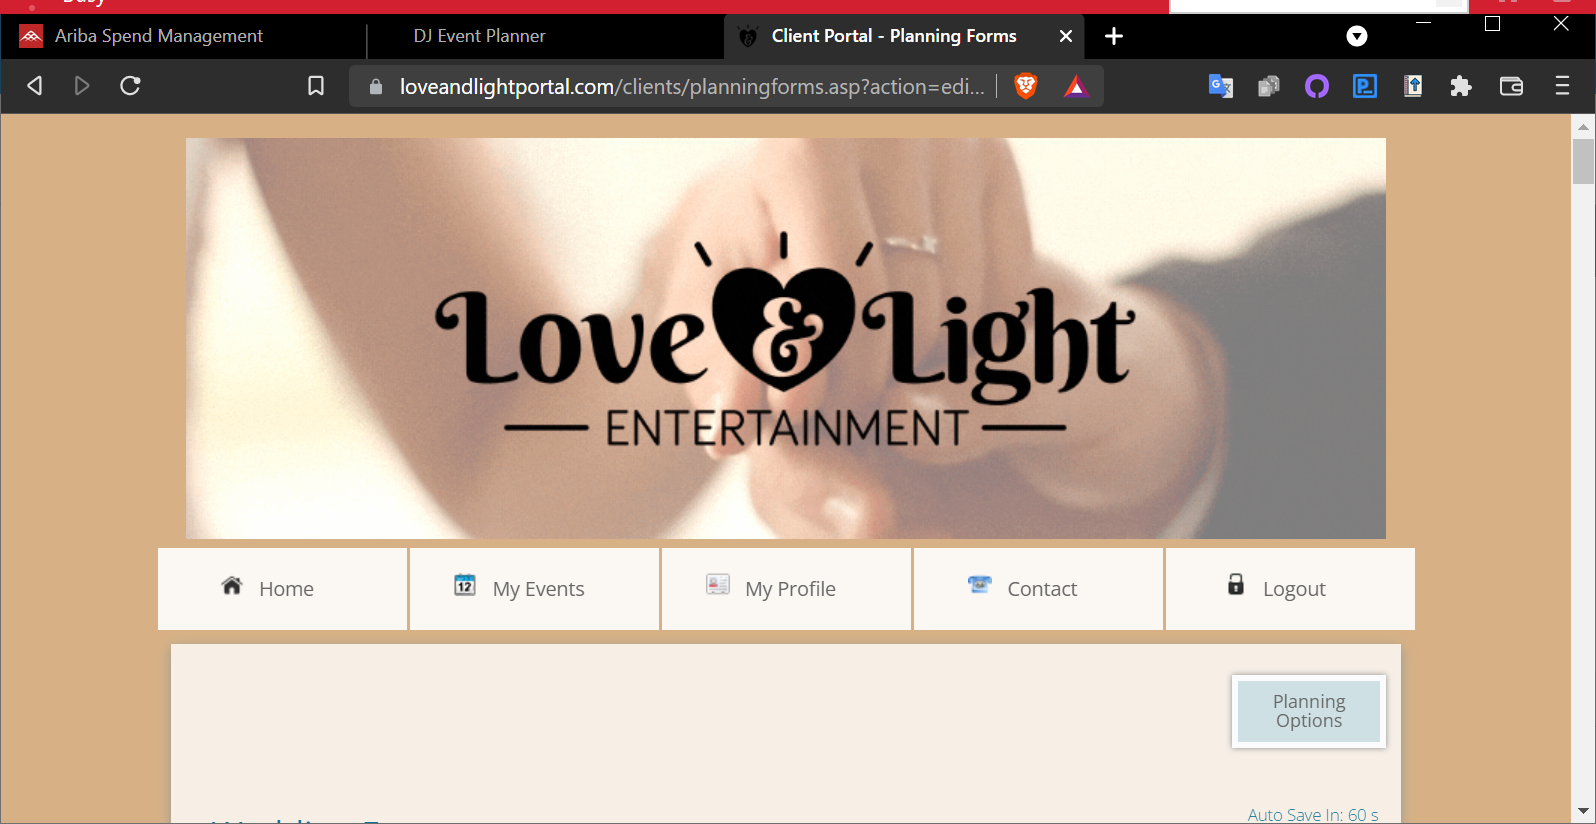 Ariba Spend Management
DJ Event Planner
Client Portal - Planning Forms
loveandlightportal.com/clients/planningforms.asp?action=edi...
Love & Light
ENTERTAINMENT
Home
My Events
My Profile
Contact
Logout
Planning
Options
Auto Save In: 60 s